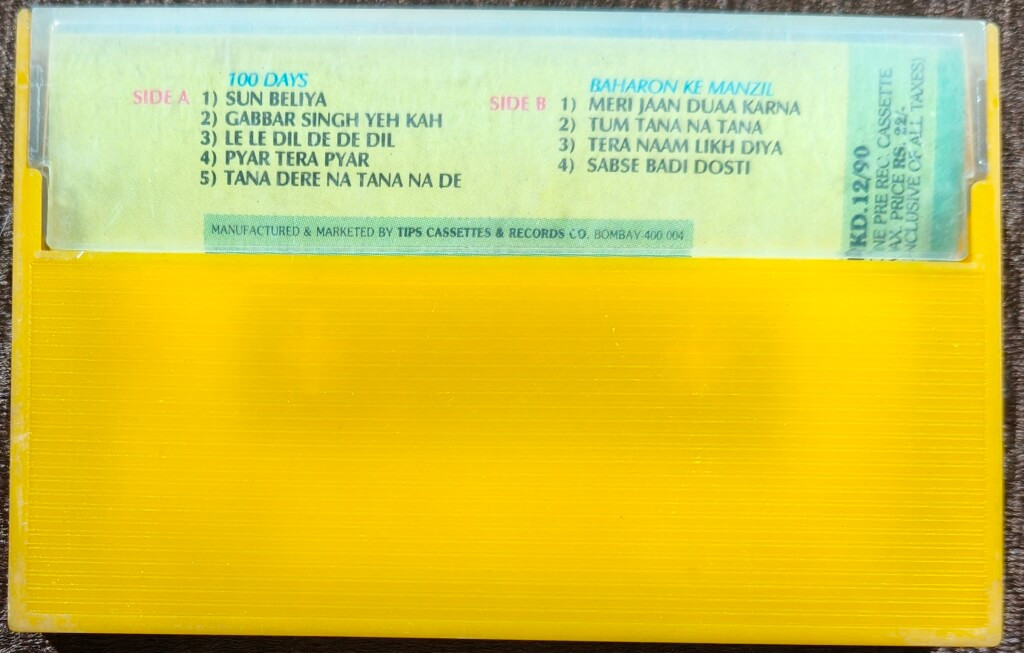 100 DAYS
SIDE A 1) SUN BELIYA
2) GABBAR SINGH YEH KAH
3) LE LE DIL DE DE DIL
4) PYAR TERA PYAR
5) TANA DERE NA TANA NA DE
BAHARON KE MANZIL
SIDE B 1) MERI JAAN DUAA KARNA
2) TUM TANA NA TANA
3) TERA NAAM LIKH DIYA
4) SABSE BADI DOSTI
MANUFACTURED & MARKETED BY TIPS CASSETTES & RECORDS CO. BOMBAY-400 004
KD.12/90
NE PRE REC CASSETTE
AX. PRICE RS. 22/-
NCLUSIVE OF ALL TAXES)